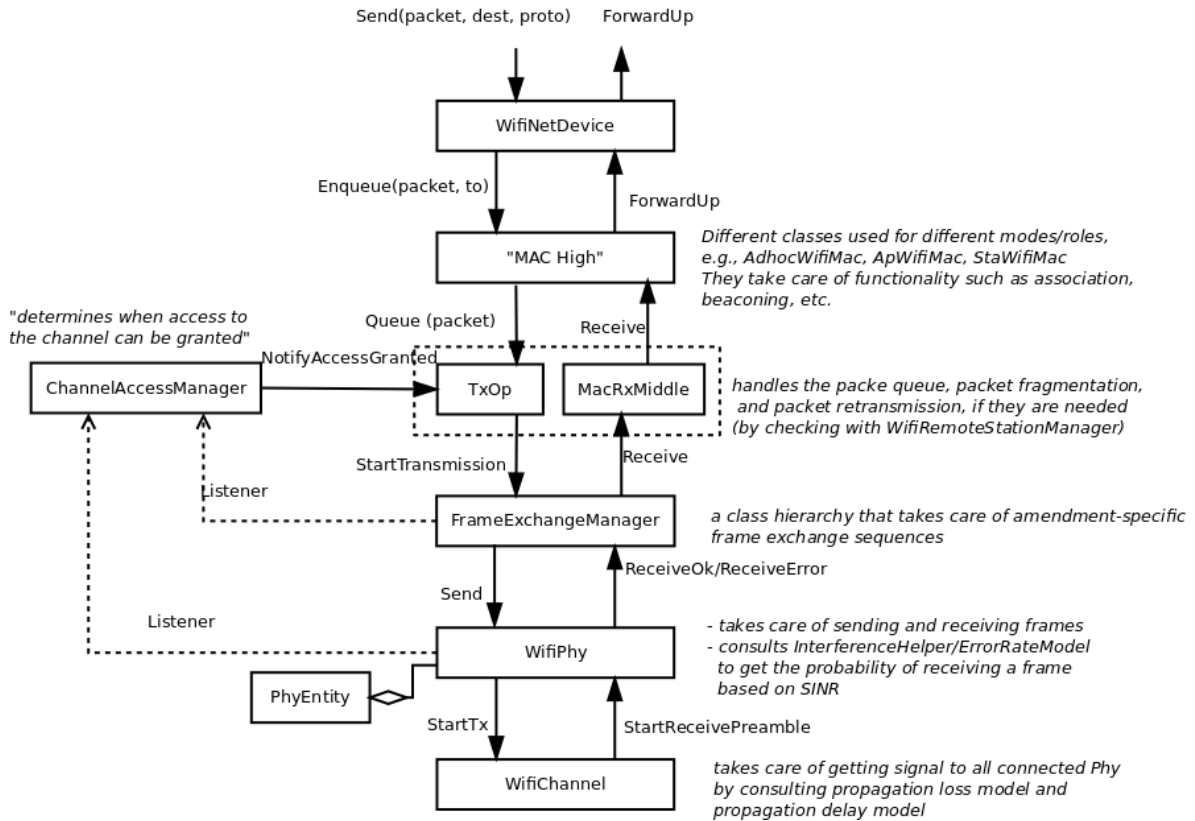 Send(packet, dest, proto)
ForwardUp
WifiNetDevice
Enqueue(packet, to)
ForwardUp
"MAC High"
Different classes used for different modes/roles,
e.g., AdhocWifiMac, ApWifiMac, StaWifiMac
They take care of functionality such as association,
beaconing, etc.
"determines when access to
the channel can be granted"
Queue (packet)
Receive
NotifyAccessGranted
ChannelAccessManager
TxOp
MacRxMiddle
handles the packe queue, packet fragmentation,
and packet retransmission, if they are needed
(by checking with WifiRemoteStationManager)
StartTransmission
Receive
Listener
FrameExchangeManager
a class hierarchy that takes care of amendment-specific
frame exchange sequences
ReceiveOk/ReceiveError
Send
Listener
WifiPhy
- takes care of sending and receiving frames
- consults InterferenceHelper/ErrorRateModel
to get the probability of receiving a frame
based on SINR
PhyEntity
StartTx
StartReceivePreamble
WifiChannel
takes care of getting signal to all connected Phy
by consulting propagation loss model and
propagation delay model